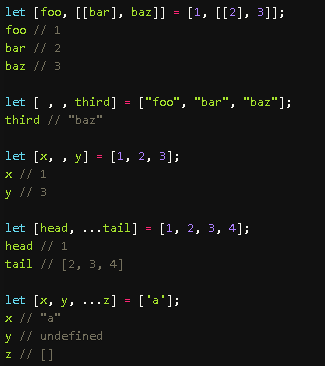 let [foo, [[bar], baz]] = [1, [[2], 3]];
foo // 1
bar // 2
baz // 3
let [ , , third] = ["foo", "bar", "baz"];
third // "baz"
let [x, , y] = [1, 2, 3];
x // 1
y // 3
let [head, ...tail] = [1, 2, 3, 4];
head // 1
tail // [2, 3, 4]
let [x, y, ...z] = ['a'];
x // "a"
y // undefined
z // []